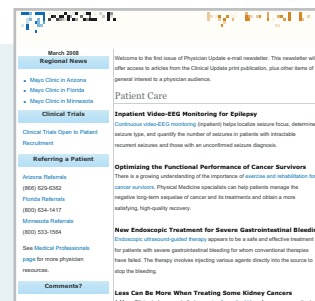 March 2008
Regional News
Mayo Clinic in Arizona
Mayo Clinic in Florida
Mayo Clinic in Minnesota
Clinical Trials
Clinical Trials Open to Patient
Recruitment
Referring a Patient
Arizona Referrals
(866) 629-6362
Florida Referrals
(800) 634-1417
Minnesota Referrals
(800) 533-1564
See Medical Professionals
page for more physician
resources.
Comments?
Welcome to the first issue of Physician Update e-mail newsletter. This newsletter will
offer access to articles from the Clinical Update print publication, plus other items of
general interest to a physician audience.
Patient Care
Inpatient Video-EEG Monitoring for Epilepsy
Continuous video-EEG monitoring (inpatient) helps localize seizure focus, determine
seizure type, and quantify the number of seizures in patients with intractable
recurrent seizures and those with an unconfirmed seizure diagnosis.
Optimizing the Functional Performance of Cancer Survivors
There is a growing understanding of the importance of exercise and rehabilitation for
cancer survivors. Physical Medicine specialists can help patients manage the
negative long-term sequelae of cancer and its treatments and obtain a more
satisfying, high-quality recovery.
New Endoscopic Treatment for Severe Gastrointestinal Bleedi
Endoscopic ultrasound-guided therapy appears to be a safe and effective treatment
for patients with severe gastrointestinal bleeding for whom conventional therapies
have failed. The therapy involves injecting various agents directly into the source to
stop the bleeding.
Less Can Be More When Treating Some Kidney Cancers